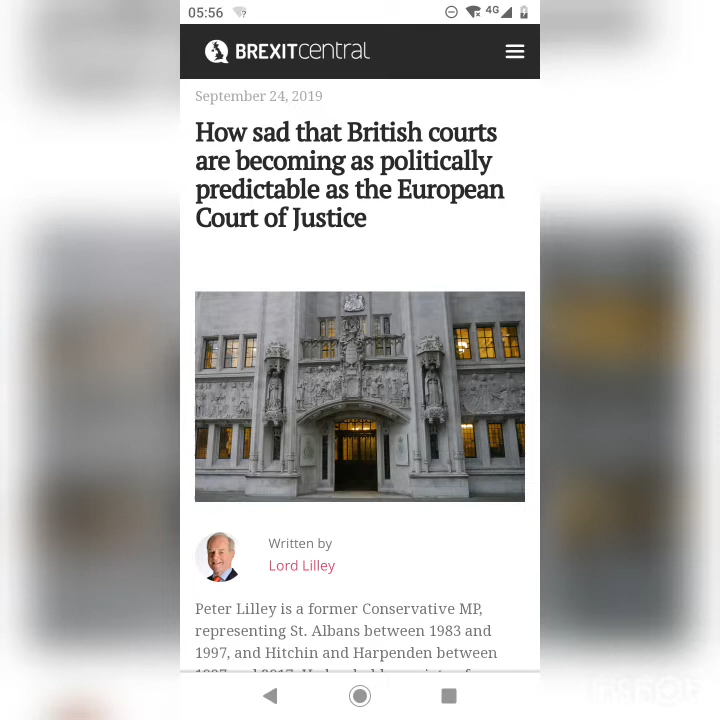 05:56
4G
BREXITcentral
September 24, 2019
How sad that British courts
are becoming as politically
predictable as the European
Court of Justice
Written by
Lord Lilley
Peter Lilley is a former Conservative MP,
representing St. Albans between 1983 and
1997, and Hitchin and Harpenden between